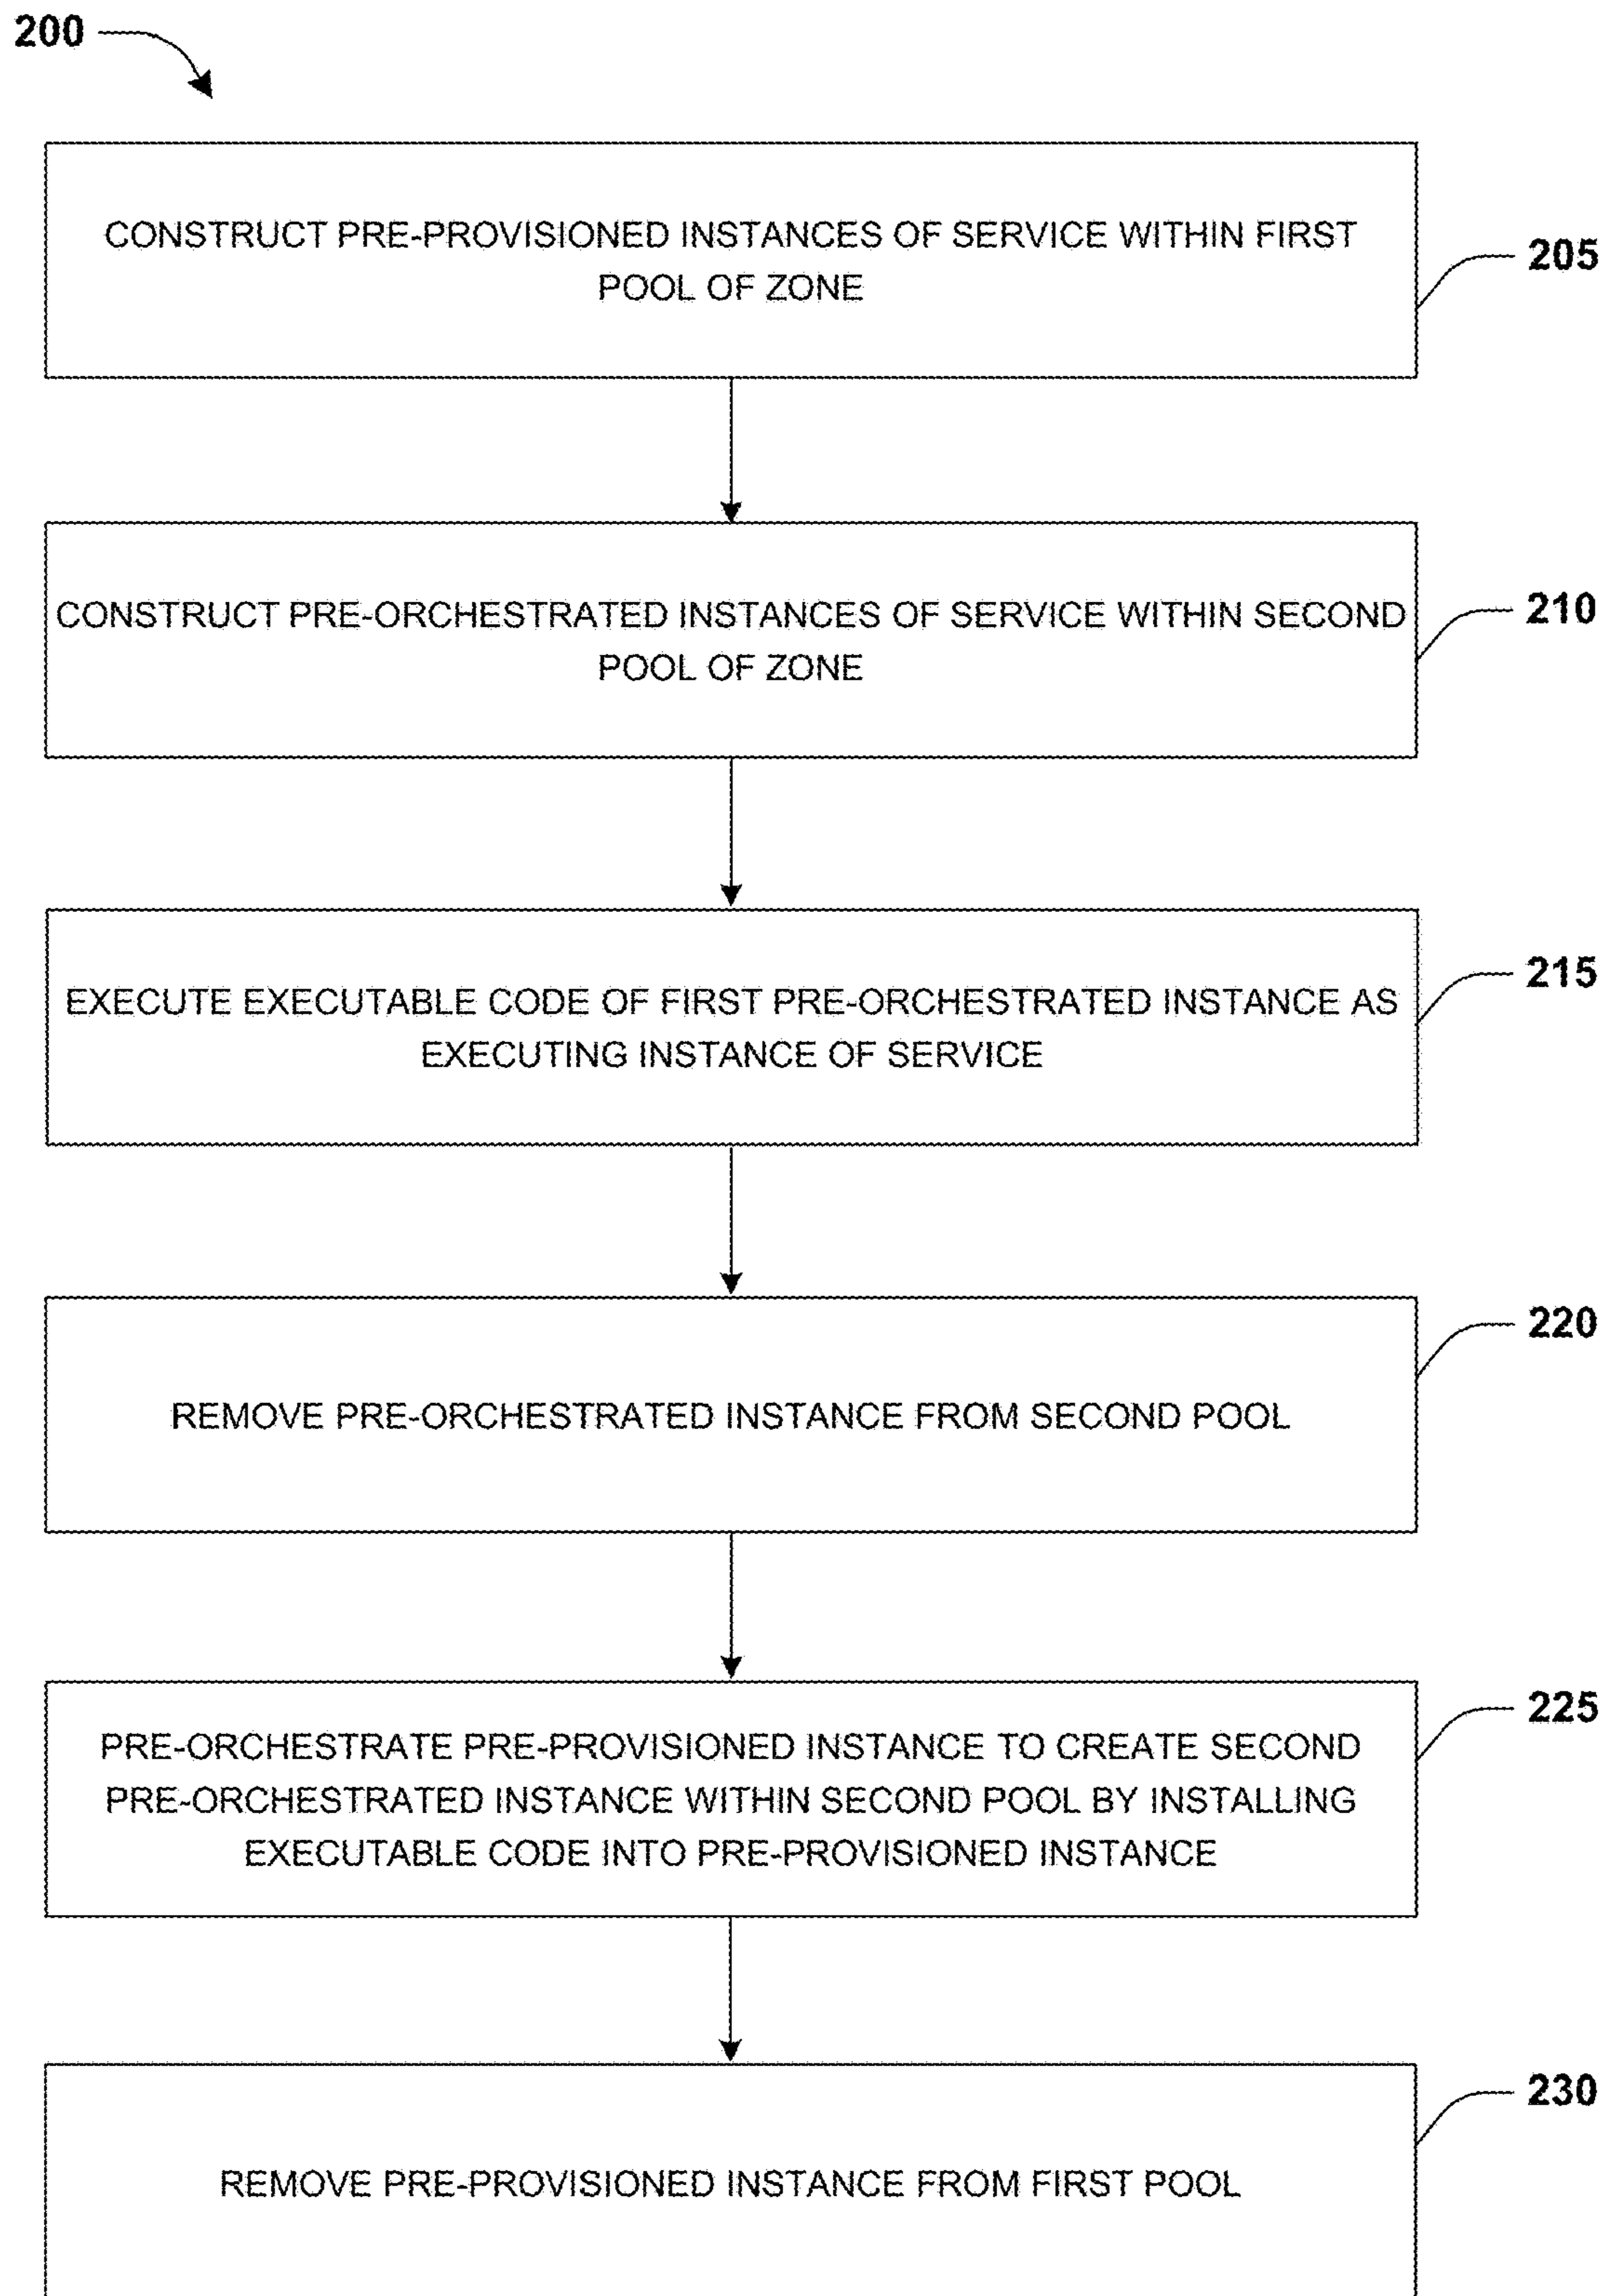 200
CONSTRUCT PRE-PROVISIONED INSTANCES OF SERVICE WITHIN FIRST
POOL OF ZONE
205
CONSTRUCT PRE-ORCHESTRATED INSTANCES OF SERVICE WITHIN SECOND
POOL OF ZONE
210
EXECUTE EXECUTABLE CODE OF FIRST PRE-ORCHESTRATED INSTANCE AS
EXECUTING INSTANCE OF SERVICE
215
REMOVE PRE-ORCHESTRATED INSTANCE FROM SECOND POOL
220
PRE-ORCHESTRATE PRE-PROVISIONED INSTANCE TO CREATE SECOND
PRE-ORCHESTRATED INSTANCE WITHIN SECOND POOL BY INSTALLING
EXECUTABLE CODE INTO PRE-PROVISIONED INSTANCE
225
REMOVE PRE-PROVISIONED INSTANCE FROM FIRST POOL
230